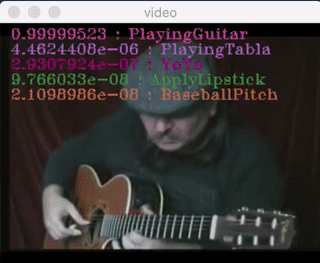 video
0.99999523 : PlayingGuitar
4.4624408e-06 : PlayingTabla
2.9307924e-07 : YoYo
9.766033e-08 : ApplyLipstick
2.1098986e-08 : BaseballPitch